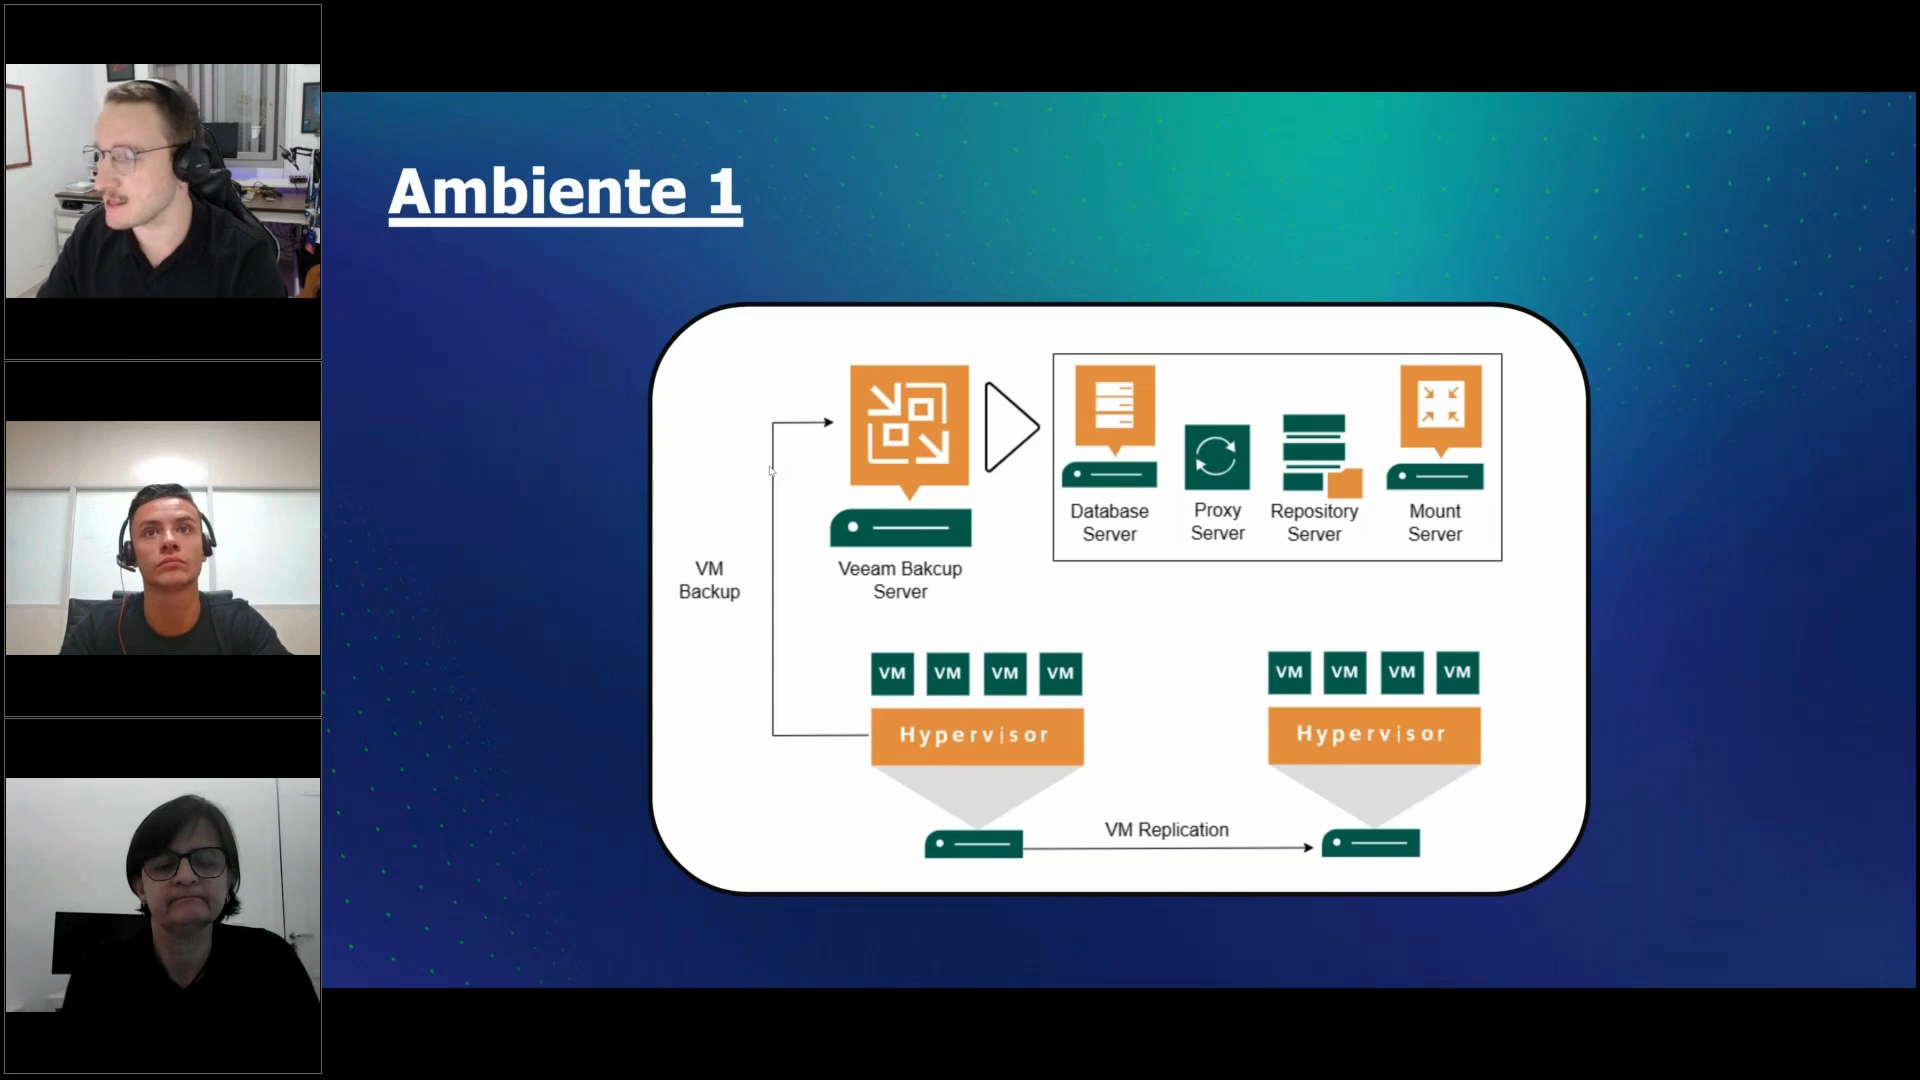 Ambiente 1
Database
Server
Proxy
Server
Repository
Server
Mount
Server
Veeam Bakcup
Server
VM
Backup
VM VM VM VM
VM VM VM VM
Hypervisor
Hypervisor
VM Replication